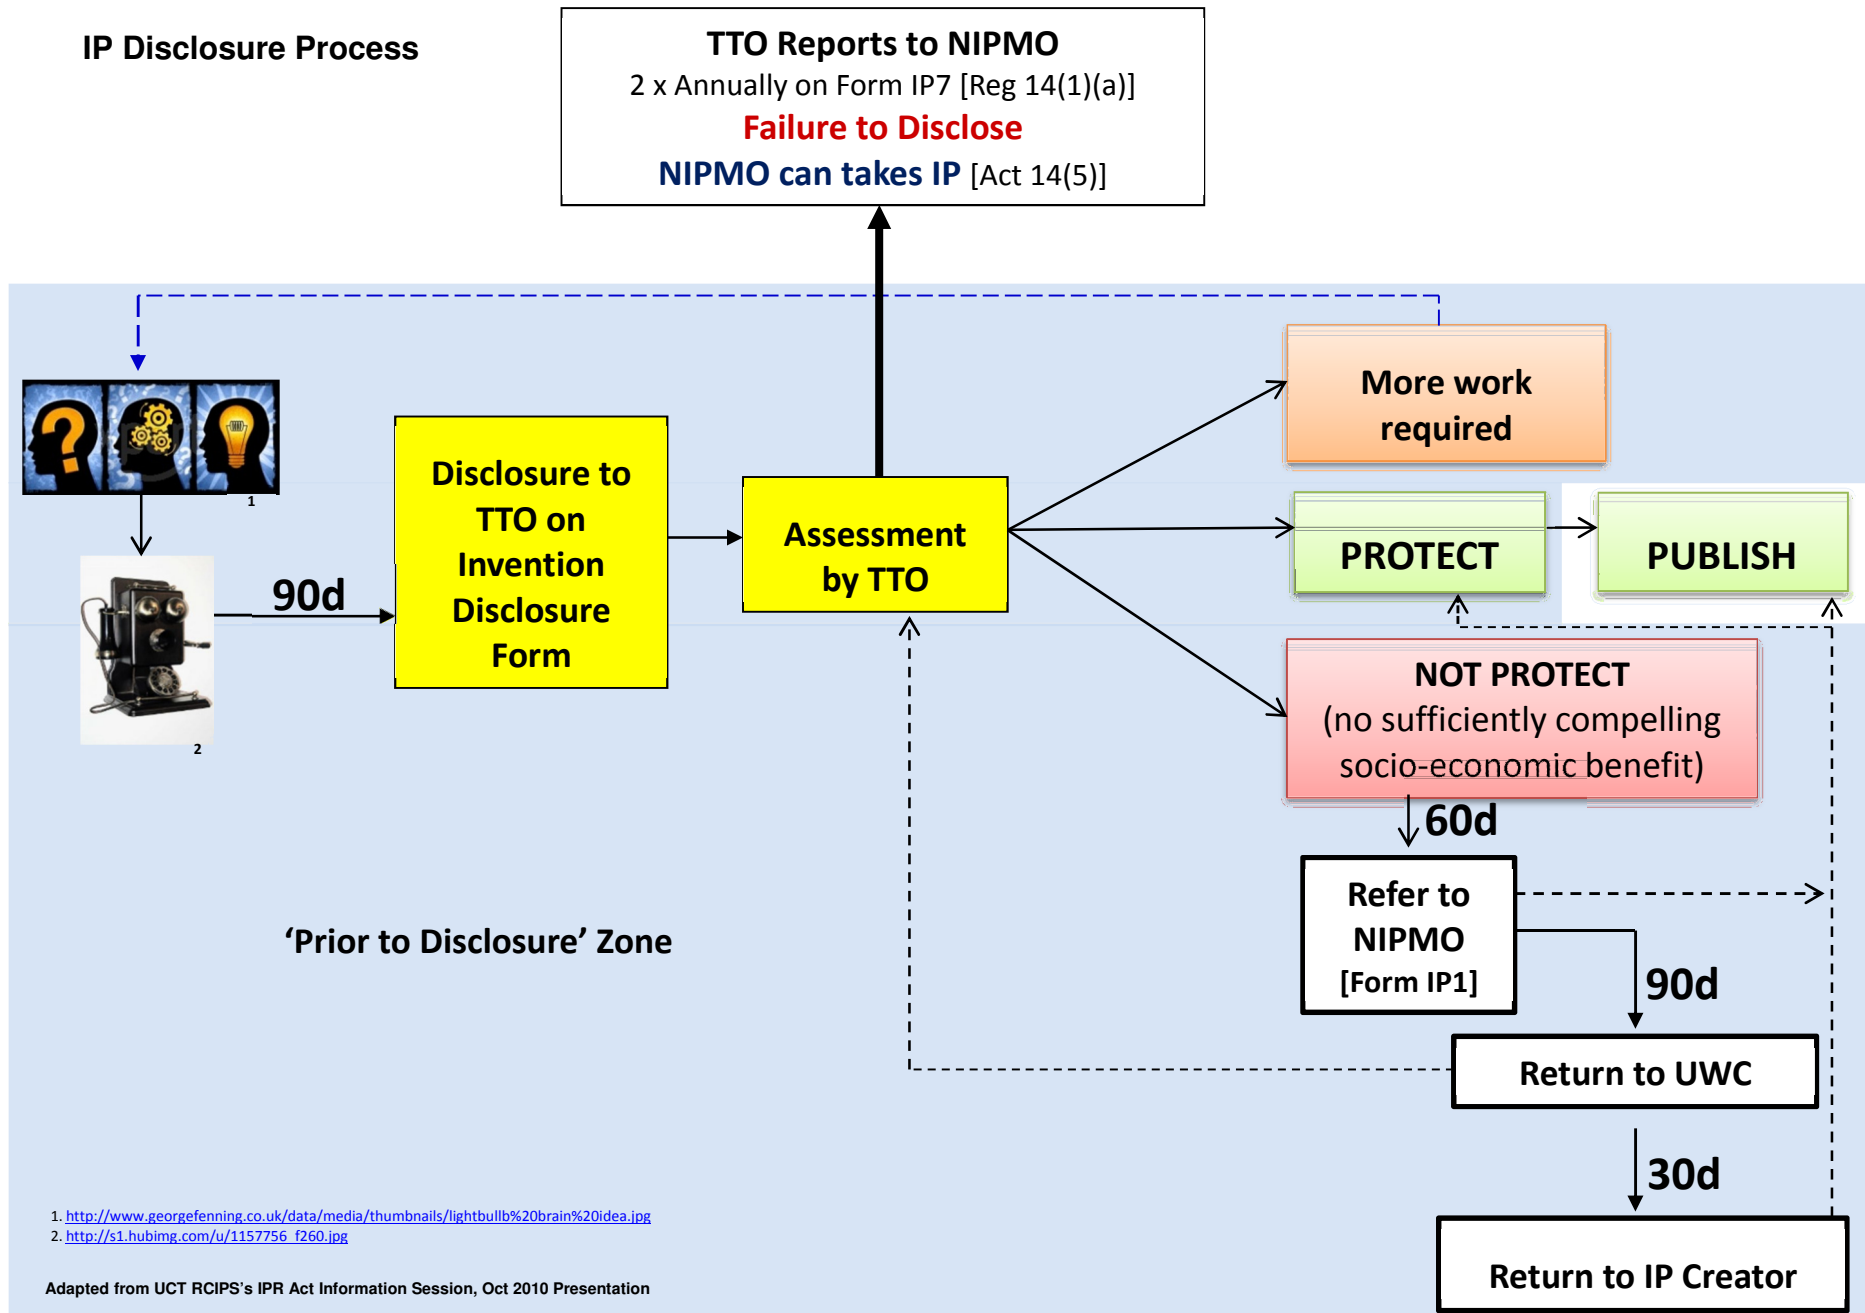 IP Disclosure Process
TTO Reports to NIPMO
2 x Annually on Form IP7 [Reg 14(1)(a)]
Failure to Disclose
NIPMO can takes IP [Act 14(5)]
More work
required
1
Disclosure to
TTO on
Invention
Disclosure
Form
Assessment
by TTO
PROTECT
PUBLISH
90d
2
NOT PROTECT
(no sufficiently compelling
socio-economic benefit)
60d
Refer to
NIPMO
[Form IP1]
‘Prior to Disclosure’ Zone
90d
Return to UWC
30d
Return to IP Creator
1. http://www.georgefenning.co.uk/data/media/thumbnails/lightbullb%20brain%20idea.jpg
2. http://s1.hubimg.com/u/1157756_f260.jpg
Adapted from UCT RCIPS’s IPR Act Information Session, Oct 2010 Presentation